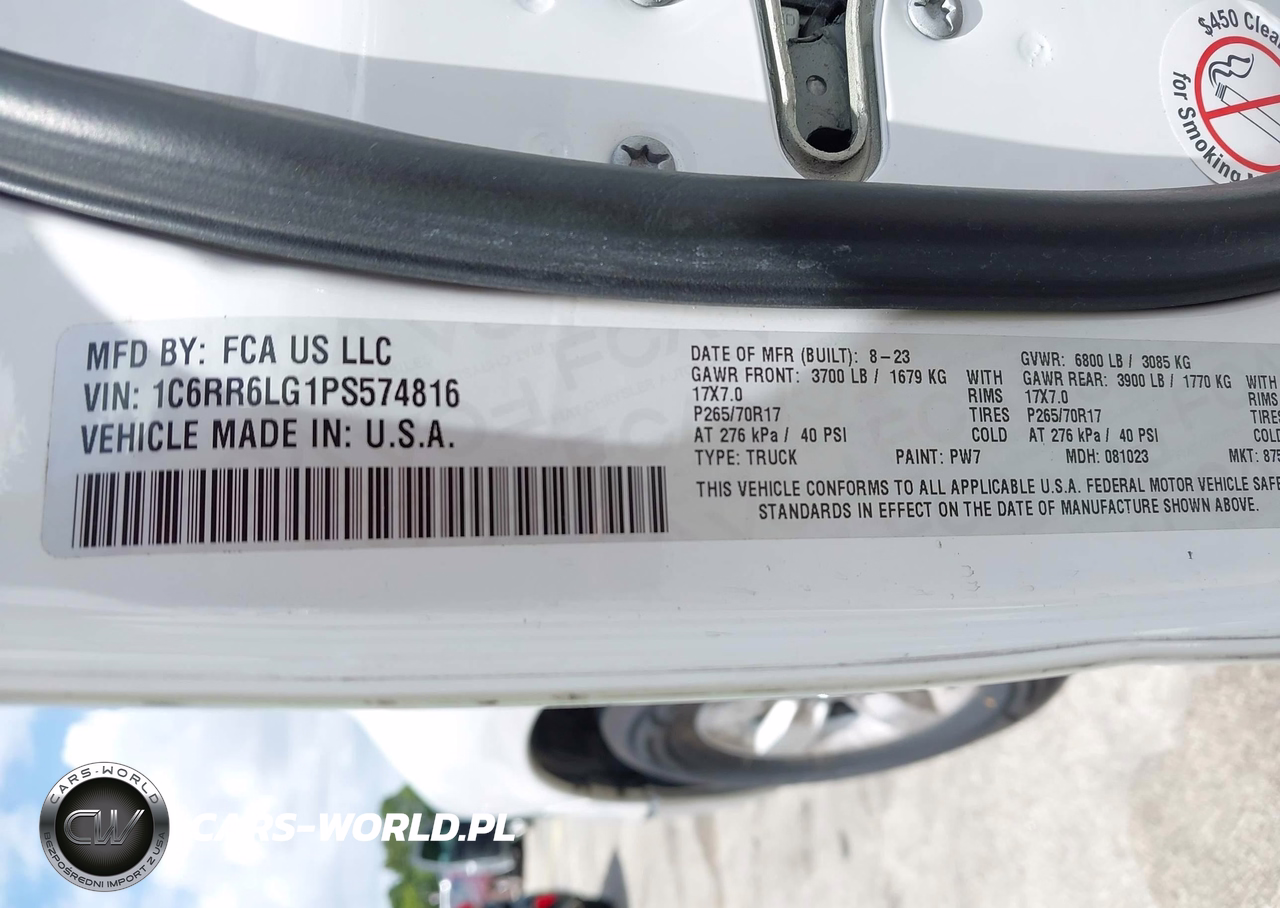 $450 Clea
for Smoking
MFD BY: FCA US LLC
VIN: 1C6RR6LG1PS574816
VEHICLE MADE IN: U.S.A.
DATE OF MFR (BUILT): 8-23
GAWR FRONT: 3700 LB / 1679 KG WITH
17X7.0 RIMS
P265/70R17 TIRES
AT 276 kPa / 40 PSI COLD
GVWR: 6800 LB / 3085 KG
GAWR REAR: 3900 LB / 1770 KG WITH
17X7.0 RIMS
P265/70R17 TIRES
AT 276 kPa / 40 PSI COLD
TYPE: TRUCK PAINT: PW7 MDH: 081023 MKT: 875
THIS VEHICLE CONFORMS TO ALL APPLICABLE U.S.A. FEDERAL MOTOR VEHICLE SAFE
STANDARDS IN EFFECT ON THE DATE OF MANUFACTURE SHOWN ABOVE.
CARS-WORLD
CW
BEZPOŚREDNI IMPORT Z USA
CARS-WORLD.PL